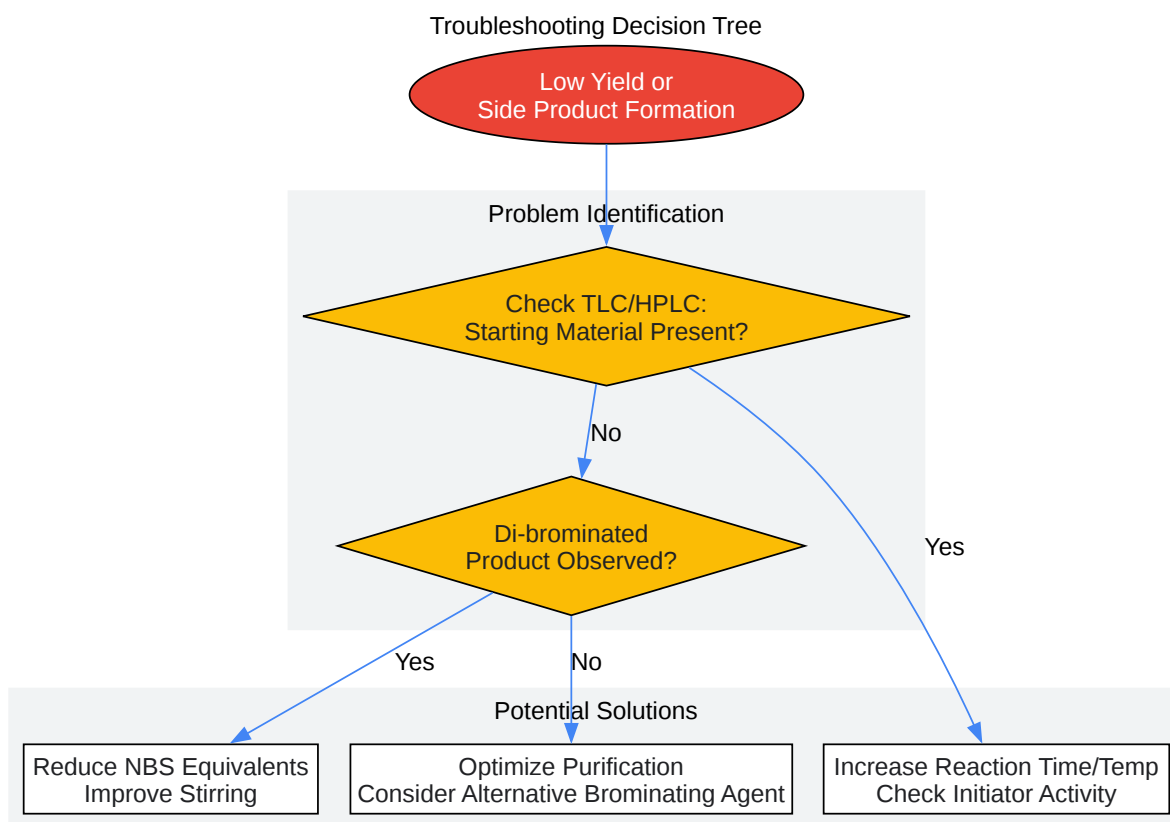 Troubleshooting Decision Tree
Low Yield or
Side Product Formation
Problem Identification
Check TLC/HPLC:
Starting Material Present?
No
Di-brominated
Product Observed?
Yes
Yes
No
Potential Solutions
Reduce NBS Equivalents
Improve Stirring
Optimize Purification
Consider Alternative Brominating Agent
Increase Reaction Time/Temp
Check Initiator Activity